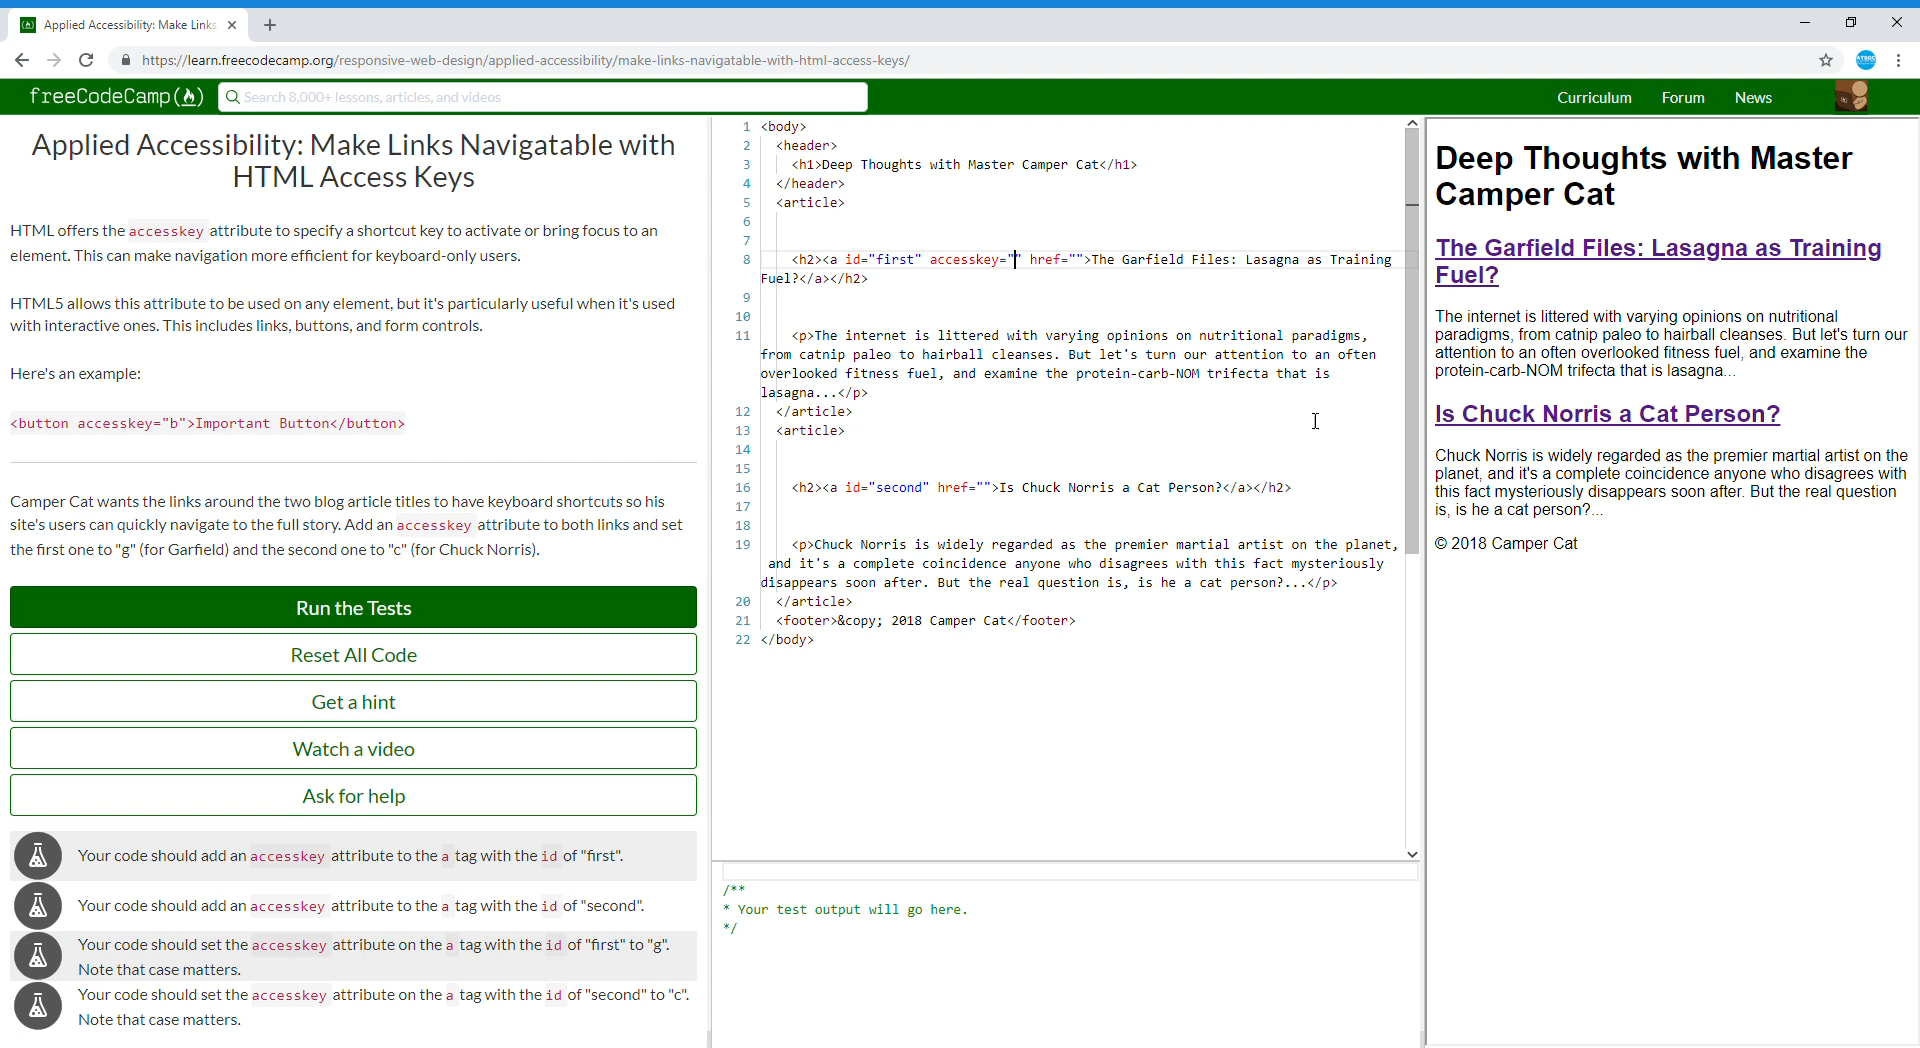 Applied Accessibility: Make Links
https://learn.freecodecamp.org/responsive-web-design/applied-accessibility/make-links-navigatable-with-html-access-keys/
freeCodeCamp
Search 8,000+ lessons, articles, and videos
Curriculum
Forum
News
Applied Accessibility: Make Links Navigatable with
HTML Access Keys
HTML offers the accesskey attribute to specify a shortcut key to activate or bring focus to an
element. This can make navigation more efficient for keyboard-only users.
HTML5 allows this attribute to be used on any element, but it's particularly useful when it's used
with interactive ones. This includes links, buttons, and form controls.
Here's an example:
<button accesskey="b">Important Button</button>
Camper Cat wants the links around the two blog article titles to have keyboard shortcuts so his
site's users can quickly navigate to the full story. Add an accesskey attribute to both links and set
the first one to "g" (for Garfield) and the second one to "c" (for Chuck Norris).
Run the Tests
Reset All Code
Get a hint
Watch a video
Ask for help
Your code should add an accesskey attribute to the a tag with the id of "first".
Your code should add an accesskey attribute to the a tag with the id of "second".
Your code should set the accesskey attribute on the a tag with the id of "first" to "g".
Note that case matters.
Your code should set the accesskey attribute on the a tag with the id of "second" to "c".
Note that case matters.
1 <body>
2 <header>
3 <h1>Deep Thoughts with Master Camper Cat</h1>
4 </header>
5 <article>
6
7
8 <h2><a id="first" accesskey="" href="">The Garfield Files: Lasagna as Training
Fuel?</a></h2>
9
10
11 <p>The internet is littered with varying opinions on nutritional paradigms,
from catnip paleo to hairball cleanses. But let's turn our attention to an often
overlooked fitness fuel, and examine the protein-carb-NOM trifecta that is
lasagna...</p>
12 </article>
13 <article>
14
15
16 <h2><a id="second" href="">Is Chuck Norris a Cat Person?</a></h2>
17
18
19 <p>Chuck Norris is widely regarded as the premier martial artist on the planet,
and it's a complete coincidence anyone who disagrees with this fact mysteriously
disappears soon after. But the real question is, is he a cat person?...</p>
20 </article>
21 <footer>&copy; 2018 Camper Cat</footer>
22 </body>
/**
* Your test output will go here.
*/
Deep Thoughts with Master
Camper Cat
The Garfield Files: Lasagna as Training
Fuel?
The internet is littered with varying opinions on nutritional
paradigms, from catnip paleo to hairball cleanses. But let's turn our
attention to an often overlooked fitness fuel, and examine the
protein-carb-NOM trifecta that is lasagna...
Is Chuck Norris a Cat Person?
Chuck Norris is widely regarded as the premier martial artist on the
planet, and it's a complete coincidence anyone who disagrees with
this fact mysteriously disappears soon after. But the real question
is, is he a cat person?...
© 2018 Camper Cat